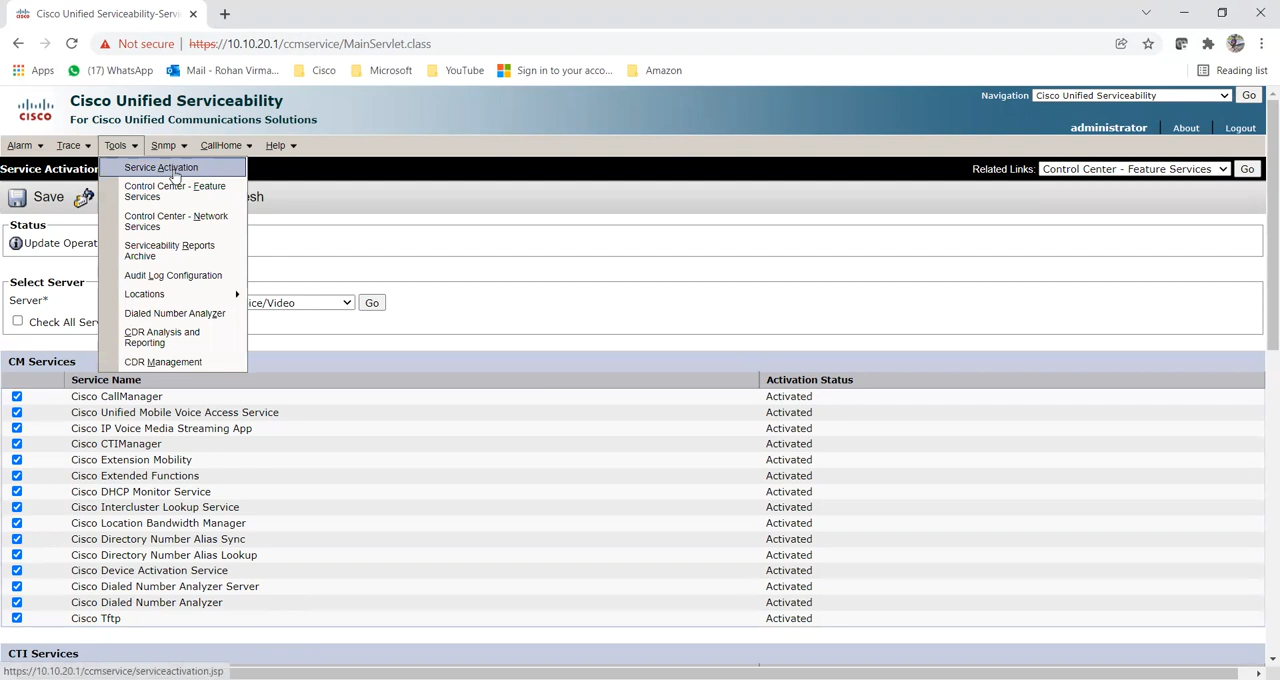 Cisco Unified Serviceability-Servi
Not secure | https://10.10.20.1/ccmservice/MainServlet.class
Apps
(17) WhatsApp
Mail - Rohan Virma...
Cisco
Microsoft
YouTube
Sign in to your acco...
Amazon
Reading list
CISCO
Cisco Unified Serviceability
For Cisco Unified Communications Solutions
Navigation Cisco Unified Serviceability Go
administrator | About | Logout
Alarm Trace Tools Snmp CallHome Help
Service Activation
Related Links: Control Center - Feature Services Go
Service Activation
Control Center - Feature
Services
Control Center - Network
Services
Serviceability Reports
Archive
Audit Log Configuration
Locations
Dialed Number Analyzer
CDR Analysis and
Reporting
CDR Management
Save
esh
Status
Update Operat
Select Server
Server*
ice/Video Go
Check All Serv
CM Services
Service Name Activation Status
Cisco CallManager Activated
Cisco Unified Mobile Voice Access Service Activated
Cisco IP Voice Media Streaming App Activated
Cisco CTIManager Activated
Cisco Extension Mobility Activated
Cisco Extended Functions Activated
Cisco DHCP Monitor Service Activated
Cisco Intercluster Lookup Service Activated
Cisco Location Bandwidth Manager Activated
Cisco Directory Number Alias Sync Activated
Cisco Directory Number Alias Lookup Activated
Cisco Device Activation Service Activated
Cisco Dialed Number Analyzer Server Activated
Cisco Dialed Number Analyzer Activated
Cisco Tftp Activated
CTI Services
https://10.10.20.1/ccmservice/serviceactivation.jsp